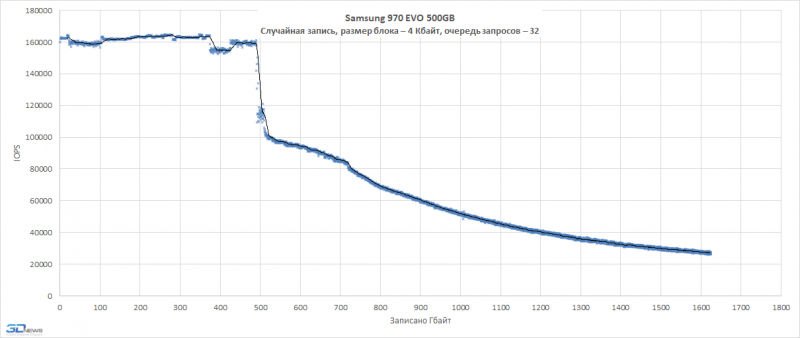 Samsung 970 EVO 500GB
Случайная запись, размер блока – 4 Кбайт, очередь запросов – 32
IOPS
180000
160000
140000
120000
100000
80000
60000
40000
20000
0
0 100 200 300 400 500 600 700 800 900 1000 1100 1200 1300 1400 1500 1600 1700 1800
Записано Гбайт
3DNEWS